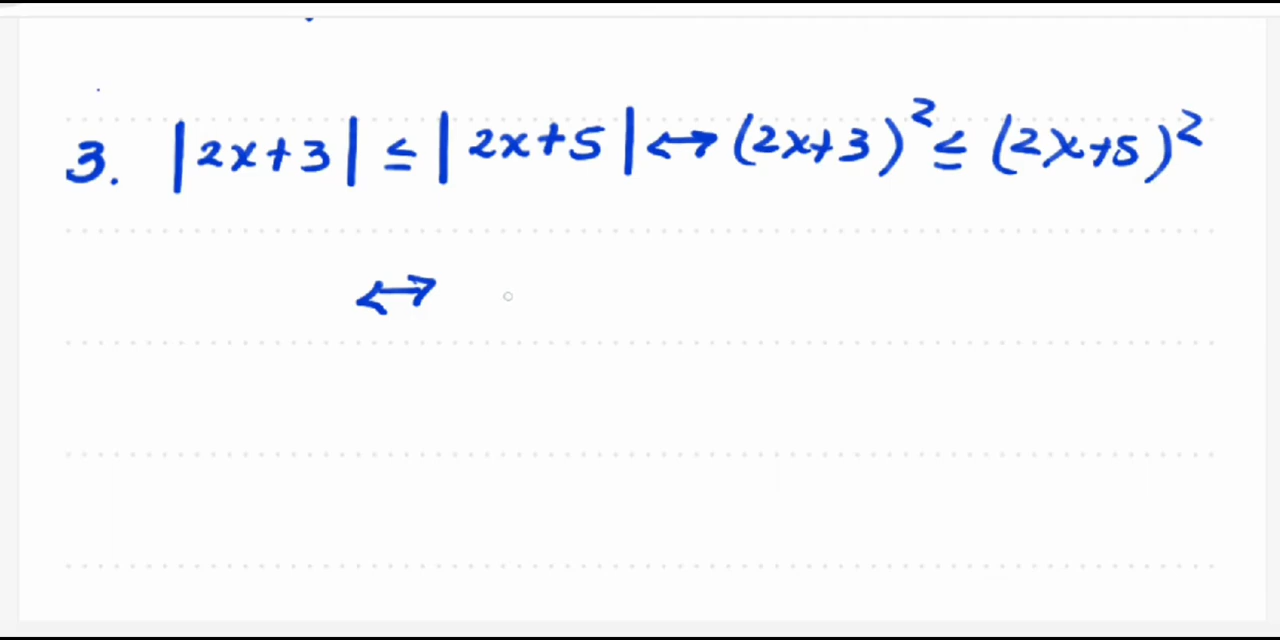 3. |2x+3| ≤ |2x+5| ↔ (2x+3)² ≤ (2x+5)²
↔